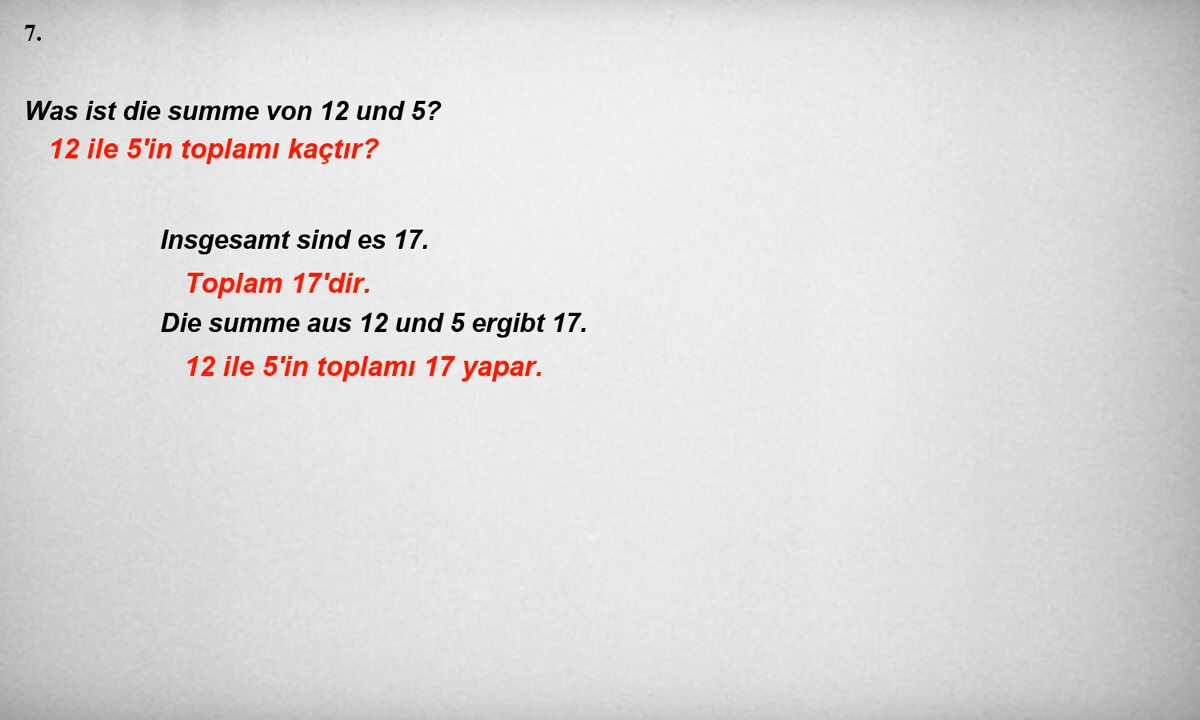 7.
Was ist die summe von 12 und 5?
12 ile 5'in toplamı kaçtır?
Insgesamt sind es 17.
Toplam 17'dir.
Die summe aus 12 und 5 ergibt 17.
12 ile 5'in toplamı 17 yapar.